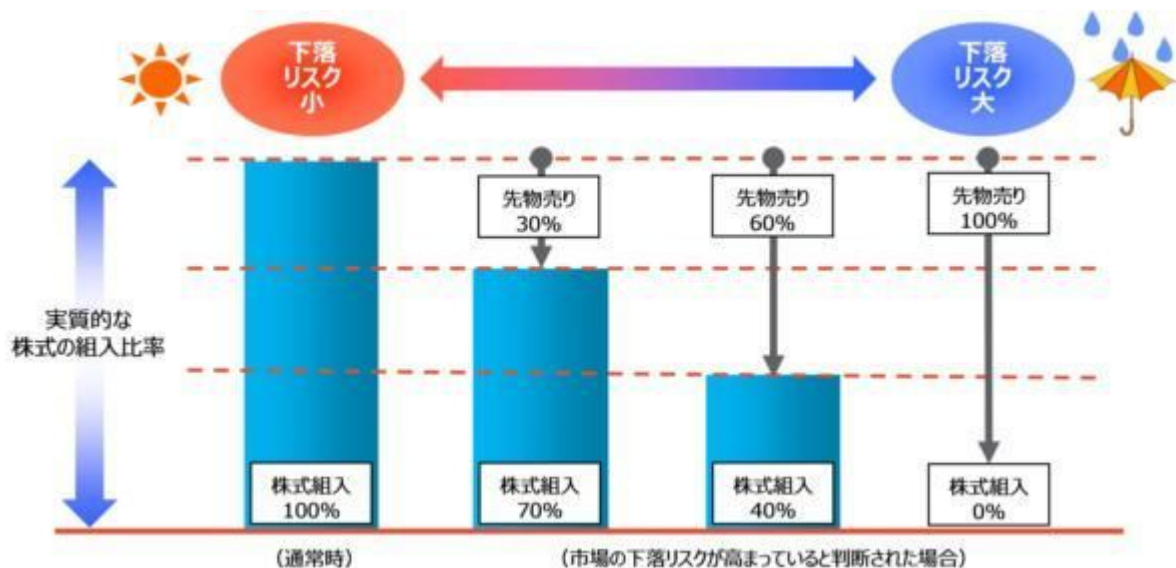 下落
リスク
小
下落
リスク
大
先物売り
30%
先物売り
60%
先物売り
100%
実質的な
株式の組入比率
株式組入
100%
株式組入
70%
株式組入
40%
株式組入
0%
(通常時)
(市場の下落リスクが高まっていると判断された場合)